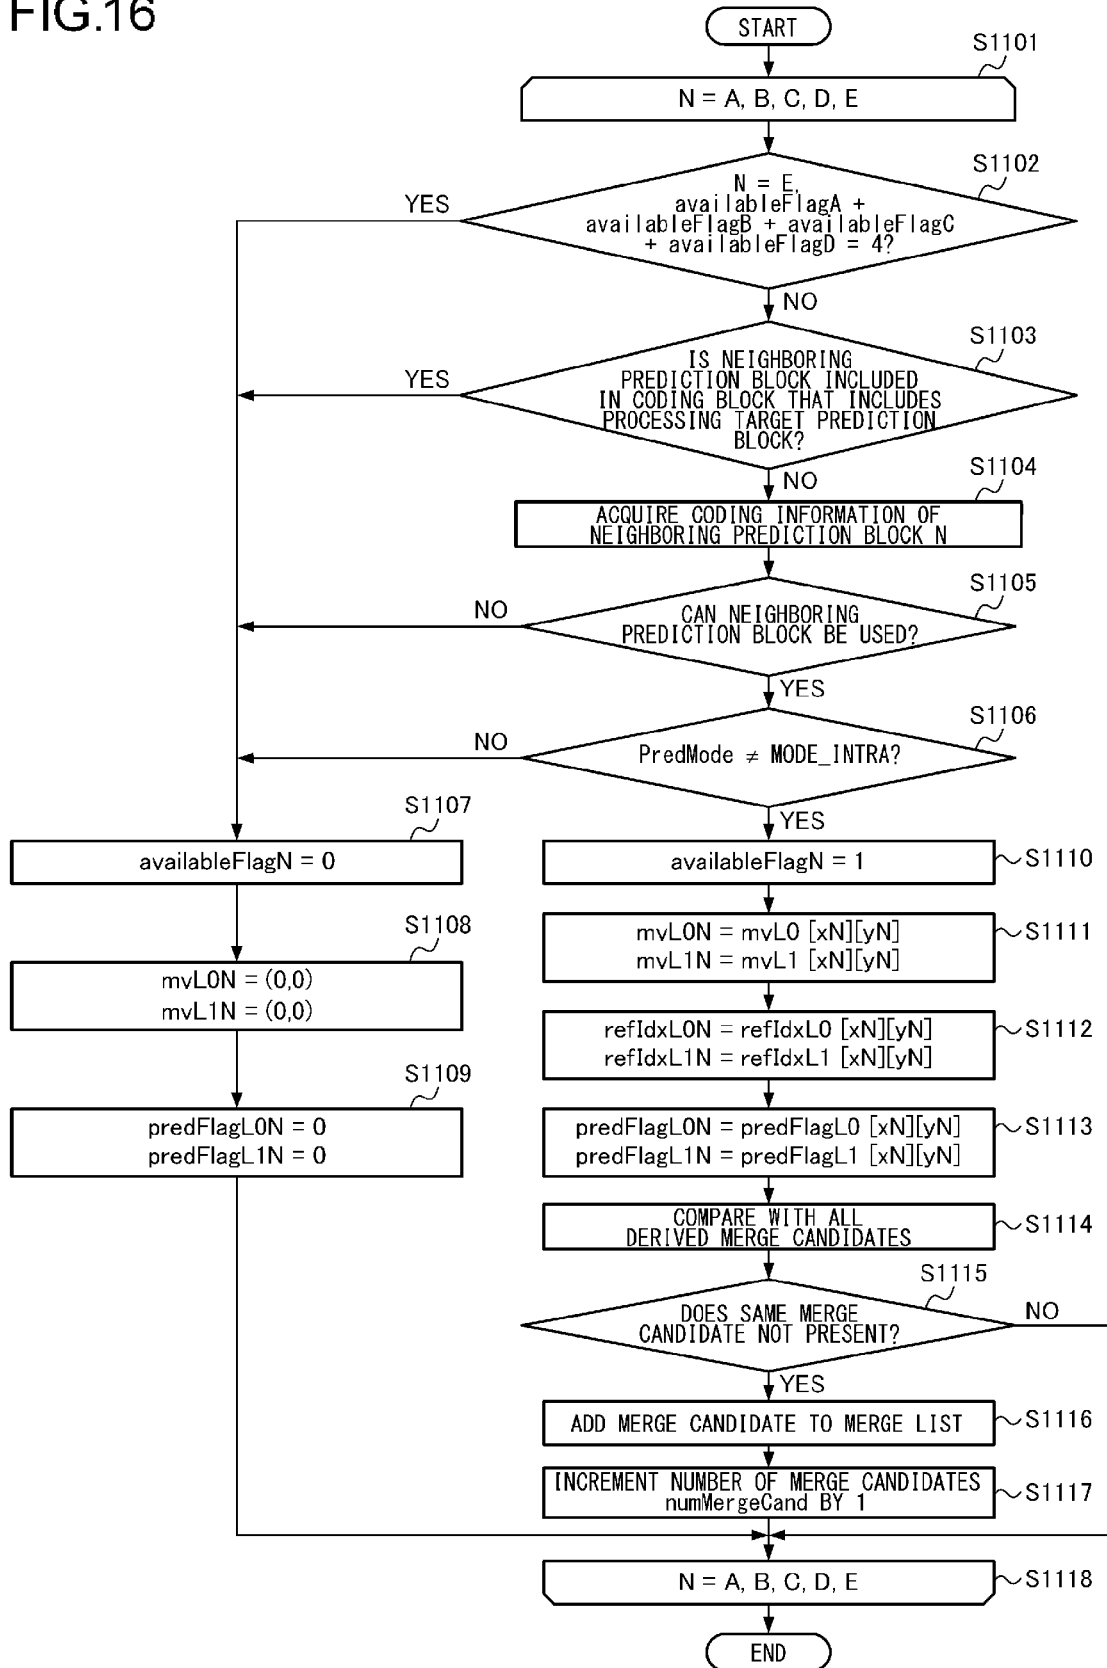 FIG.16
START
S1101
N = A, B, C, D, E
S1102
N = E,
availableFlagA +
availableFlagB + availableFlagC
+ availableFlagD = 4?
YES
NO
S1103
IS NEIGHBORING
PREDICTION BLOCK INCLUDED
IN CODING BLOCK THAT INCLUDES
PROCESSING TARGET PREDICTION
BLOCK?
YES
NO
S1104
ACQUIRE CODING INFORMATION OF
NEIGHBORING PREDICTION BLOCK N
S1105
CAN NEIGHBORING
PREDICTION BLOCK BE USED?
NO
YES
S1106
PredMode ≠ MODE_INTRA?
NO
YES
S1107
availableFlagN = 0
S1108
mvL0N = (0,0)
mvL1N = (0,0)
S1109
predFlagL0N = 0
predFlagL1N = 0
availableFlagN = 1
S1110
mvL0N = mvL0 [xN][yN]
mvL1N = mvL1 [xN][yN]
S1111
refIdxL0N = refIdxL0 [xN][yN]
refIdxL1N = refIdxL1 [xN][yN]
S1112
predFlagL0N = predFlagL0 [xN][yN]
predFlagL1N = predFlagL1 [xN][yN]
S1113
COMPARE WITH ALL
DERIVED MERGE CANDIDATES
S1114
S1115
DOES SAME MERGE
CANDIDATE NOT PRESENT?
NO
YES
ADD MERGE CANDIDATE TO MERGE LIST
S1116
INCREMENT NUMBER OF MERGE CANDIDATES
numMergeCand BY 1
S1117
N = A, B, C, D, E
S1118
END